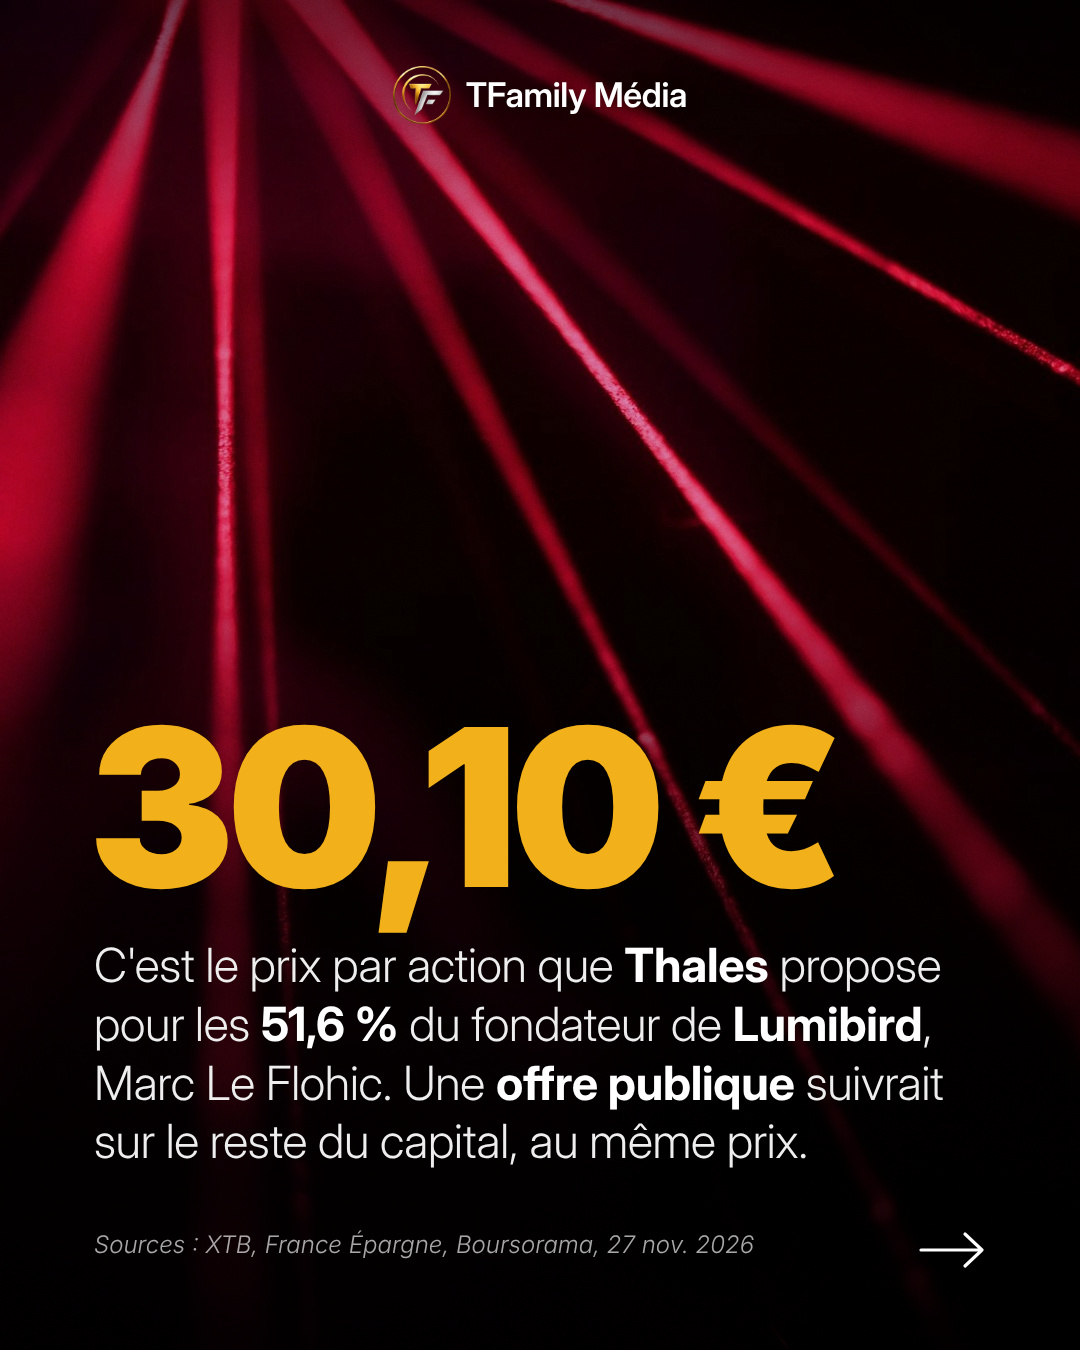 TF TFamily Média
30,10 €
C'est le prix par action que Thales propose
pour les 51,6 % du fondateur de Lumibird,
Marc Le Flohic. Une offre publique suivrait
sur le reste du capital, au même prix.
Sources : XTB, France Épargne, Boursorama, 27 nov. 2026